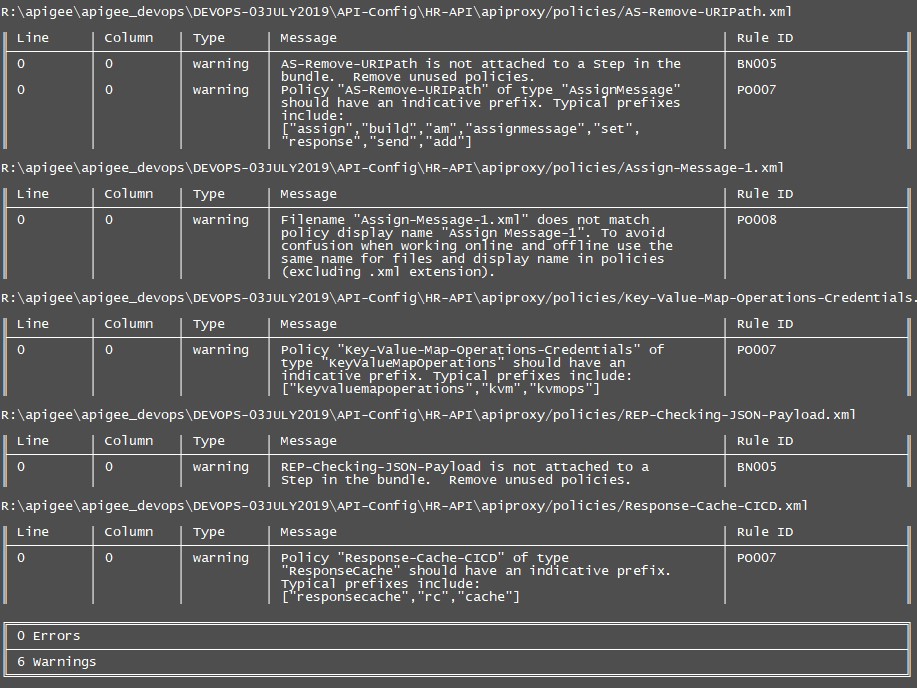 R:\apigee\apigee_devops\DEVOPS-03JULY2019\API-Config\HR-API\apiproxy/policies/AS-Remove-URIPath.xml
Line Column Type Message Rule ID
0 0 warning AS-Remove-URIPath is not attached to a Step in the BN005
bundle.  Remove unused policies.
0 0 warning Policy "AS-Remove-URIPath" of type "AssignMessage" PO007
should have an indicative prefix. Typical prefixes
include:
["assign","build","am","assignmessage","set",
"response","send","add"]
R:\apigee\apigee_devops\DEVOPS-03JULY2019\API-Config\HR-API\apiproxy/policies/Assign-Message-1.xml
Line Column Type Message Rule ID
0 0 warning Filename "Assign-Message-1.xml" does not match PO008
policy display name "Assign Message-1". To avoid
confusion when working online and offline use the
same name for files and display name in policies
(excluding .xml extension).
R:\apigee\apigee_devops\DEVOPS-03JULY2019\API-Config\HR-API\apiproxy/policies/Key-Value-Map-Operations-Credentials.
Line Column Type Message Rule ID
0 0 warning Policy "Key-Value-Map-Operations-Credentials" of PO007
type "KeyValueMapOperations" should have an
indicative prefix. Typical prefixes include:
["keyvaluemapoperations","kvm","kvmops"]
R:\apigee\apigee_devops\DEVOPS-03JULY2019\API-Config\HR-API\apiproxy/policies/REP-Checking-JSON-Payload.xml
Line Column Type Message Rule ID
0 0 warning REP-Checking-JSON-Payload is not attached to a BN005
Step in the bundle.  Remove unused policies.
R:\apigee\apigee_devops\DEVOPS-03JULY2019\API-Config\HR-API\apiproxy/policies/Response-Cache-CICD.xml
Line Column Type Message Rule ID
0 0 warning Policy "Response-Cache-CICD" of type PO007
"ResponseCache" should have an indicative prefix.
Typical prefixes include:
["responsecache","rc","cache"]
0 Errors
6 Warnings